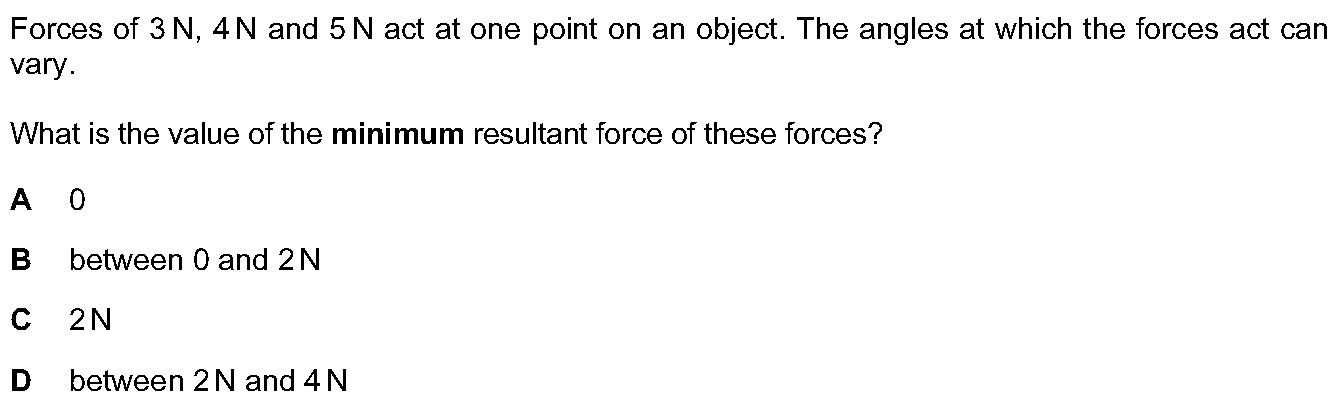 Forces of 3 N, 4 N and 5 N act at one point on an object. The angles at which the forces act can
vary.
What is the value of the minimum resultant force of these forces?
A 0
B between 0 and 2 N
C 2 N
D between 2 N and 4 N